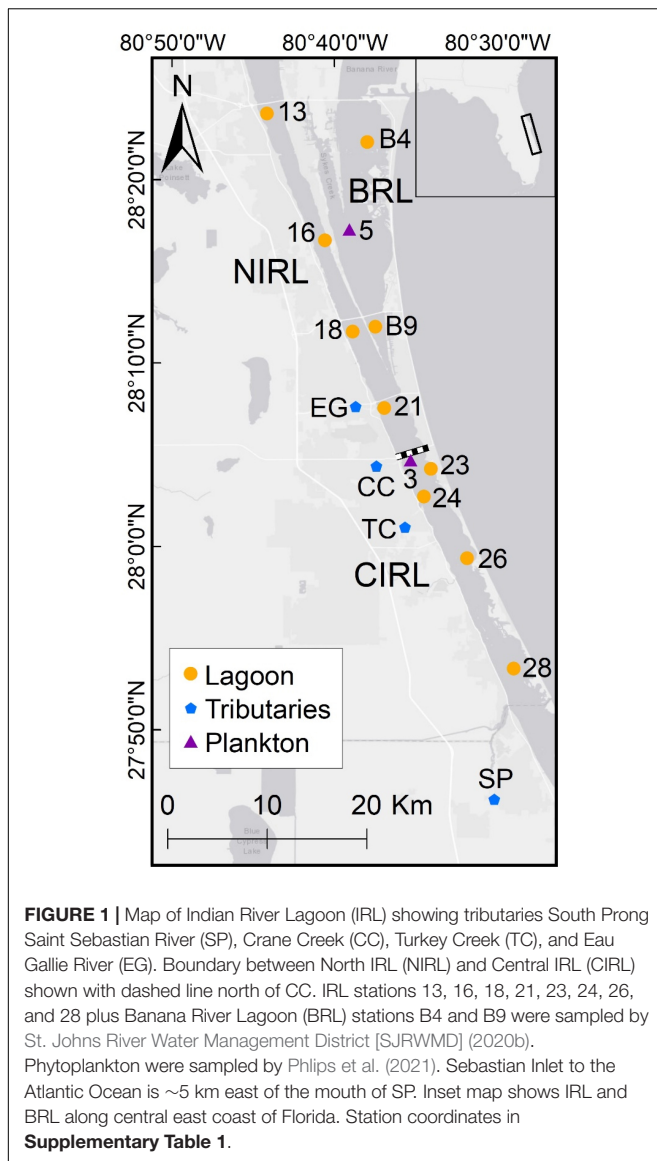 80°50'0"W 80°40'0"W 80°30'0"W
N
Banana River
13
B4
28°20'0"N
BRL
16
5
NIRL
18
B9
28°10'0"N
EG
21
CC
3
23
24
TC
28°0'0"N
CIRL
26
28
Lagoon
Tributaries
Plankton
27°50'0"N
SP
0 10 20 Km
Blue
Cypress
Lake
FIGURE 1 | Map of Indian River Lagoon (IRL) showing tributaries South Prong
Saint Sebastian River (SP), Crane Creek (CC), Turkey Creek (TC), and Eau
Gallie River (EG). Boundary between North IRL (NIRL) and Central IRL (CIRL)
shown with dashed line north of CC. IRL stations 13, 16, 18, 21, 23, 24, 26,
and 28 plus Banana River Lagoon (BRL) stations B4 and B9 were sampled by
St. Johns River Water Management District [SJRWMD] (2020b).
Phytoplankton were sampled by Phlips et al. (2021). Sebastian Inlet to the
Atlantic Ocean is ~5 km east of the mouth of SP. Inset map shows IRL and
BRL along central east coast of Florida. Station coordinates in
Supplementary Table 1.